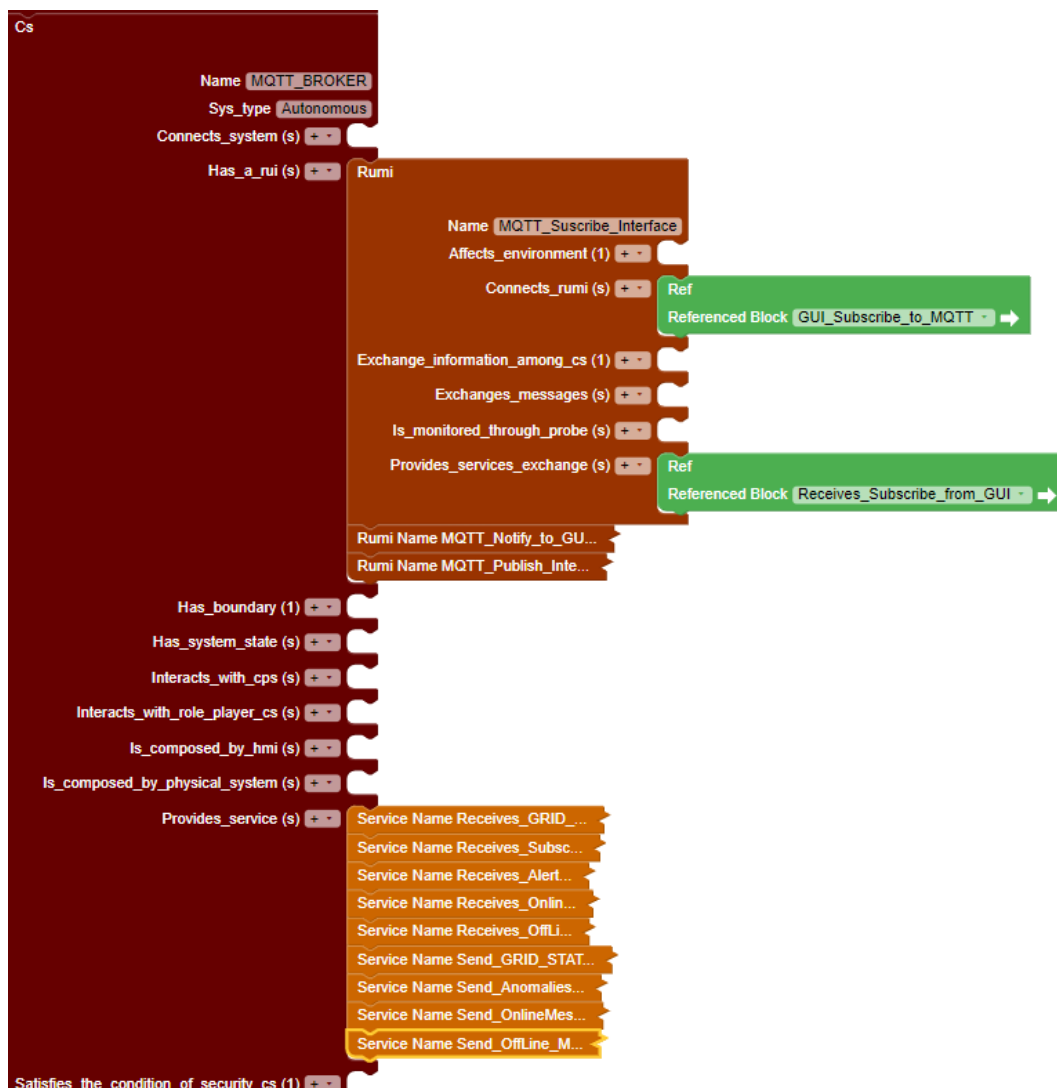 Cs
Name MQTT_BROKER
Sys_type Autonomous
Connects_system (s) +
Has_a_rui (s) + Rumi
Name MQTT_Suscribe_Interface
Affects_environment (1) +
Connects_rumi (s) + Ref
Referenced Block GUI_Subscribe_to_MQTT
Exchange_information_among_cs (1) +
Exchanges_messages (s) +
Is_monitored_through_probe (s) +
Provides_services_exchange (s) + Ref
Referenced Block Receives_Subscribe_from_GUI
Rumi Name MQTT_Notify_to_GU...
Rumi Name MQTT_Publish_Inte...
Has_boundary (1) +
Has_system_state (s) +
Interacts_with_cps (s) +
Interacts_with_role_player_cs (s) +
Is_composed_by_hmi (s) +
Is_composed_by_physical_system (s) +
Provides_service (s) + Service Name Receives_GRID_...
Service Name Receives_Subsc...
Service Name Receives_Alert...
Service Name Receives_Onlin...
Service Name Receives_OffLi...
Service Name Send_GRID_STAT...
Service Name Send_Anomalies...
Service Name Send_OnlineMes...
Service Name Send_OffLine_M...
Satisfies_the_condition_of_security_cs (1) +